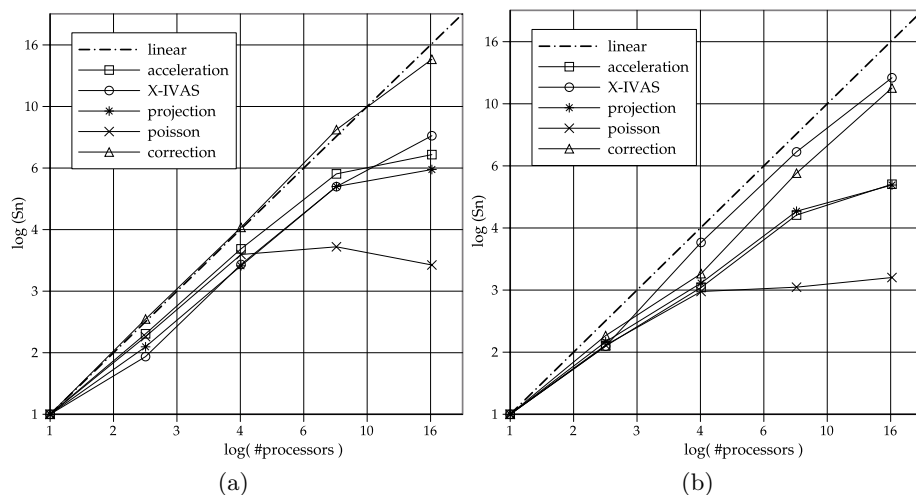 16
10
6
4
3
2
1
log (Sn)
linear
acceleration
X-IVAS
projection
poisson
correction
1
2
3
4
6
10
16
log( #processors )
(a)
16
10
6
4
3
2
1
log (Sn)
linear
acceleration
X-IVAS
projection
poisson
correction
1
2
3
4
6
10
16
log( #processors )
(b)